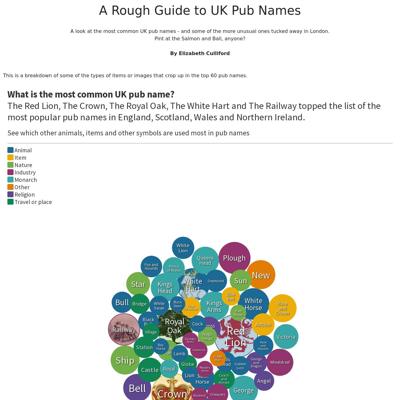 A Rough Guide to UK Pub Names
A look at the most common UK pub names - and some of the more unusual ones tucked away in London.
Pint at the Salmon and Ball, anyone?
By Elizabeth Culliford
This is a breakdown of some of the types of items or images that crop up in the top 60 pub names.
What is the most common UK pub name?
The Red Lion, The Crown, The Royal Oak, The White Hart and The Railway topped the list of the
most popular pub names in England, Scotland, Wales and Northern Ireland.
See which other animals, items and other symbols are used most in pub names
Animal
Item
Nature
Industry
Monarch
Other
Religion
Travel or place
White
Lion
Queens
Head
Plough
New
Sun
Star
Kings
Head
White
Hart
Bull
Bridge
Kings
Arms
White
Horse
Railway
Royal
Oak
Cock
Red
Lion
Victoria
Station
Lamb
Ship
Castle
Globe
Bell
Crown
Horse
George
Angel